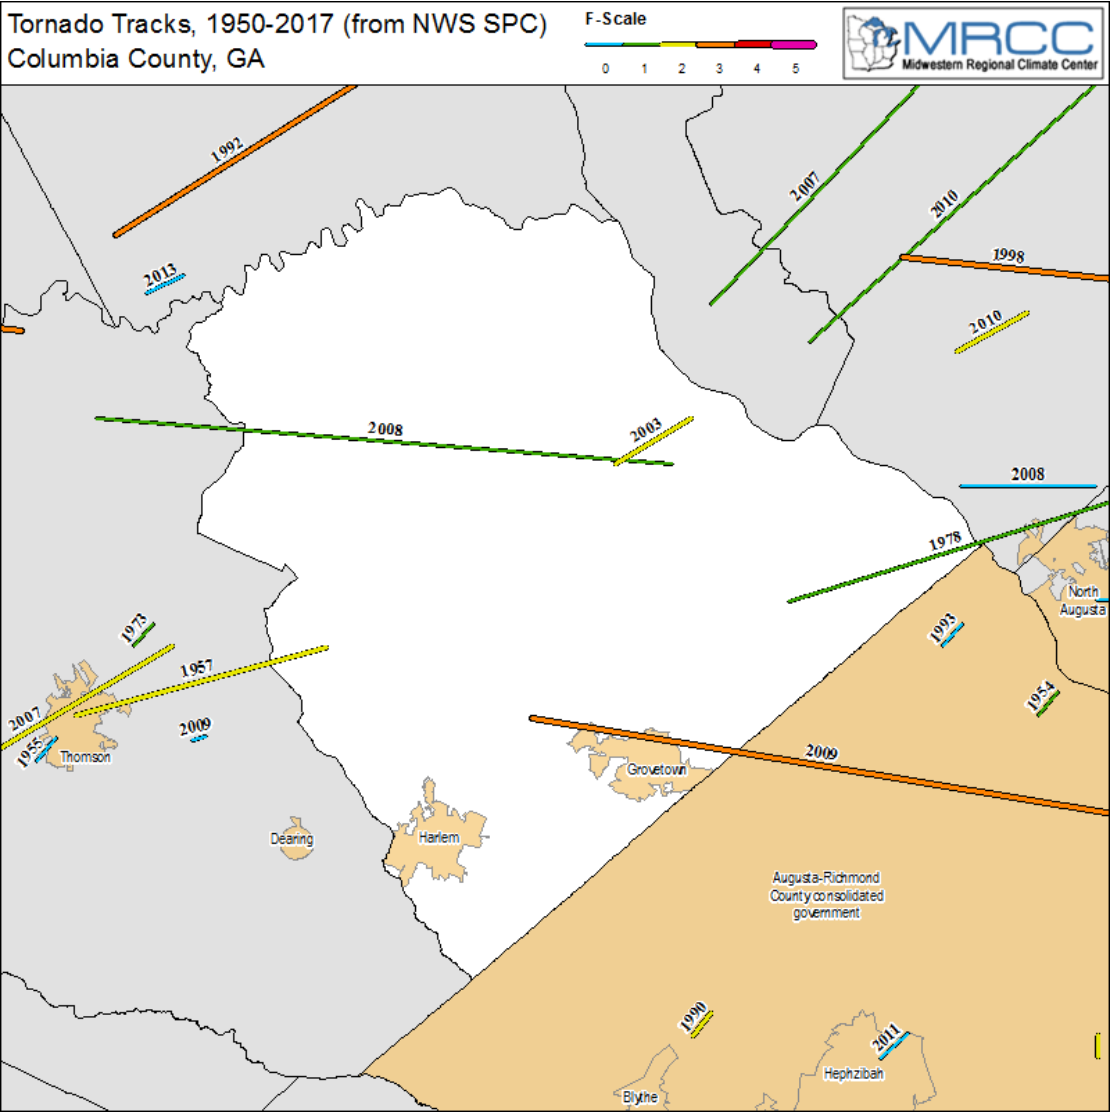 Tornado Tracks, 1950-2017 (from NWS SPC)
Columbia County, GA
F-Scale
0 1 2 3 4 5
MRCC
Midwestern Regional Climate Center
1992
2007
2010
2013
1998
2010
2008
2003
2008
1978
North
Augusta
1973
1993
1957
1954
2007
2009
1955
Thomson
2009
Grovetown
Dearing
Harlem
Augusta-Richmond
County consolidated
government
1990
2011
Hephzibah
Blythe